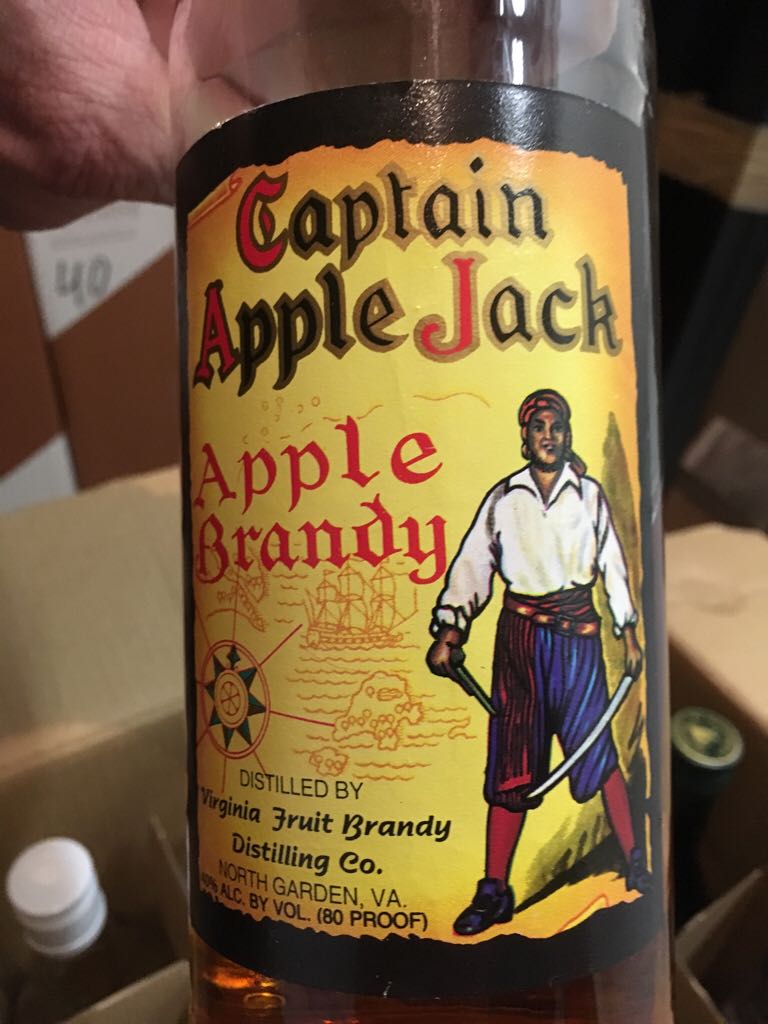 40
Captain
Apple Jack
Apple
Brandy
DISTILLED BY
Virginia Fruit Brandy
Distilling Co.
NORTH GARDEN, VA.
40% ALC. BY VOL. (80 PROOF)